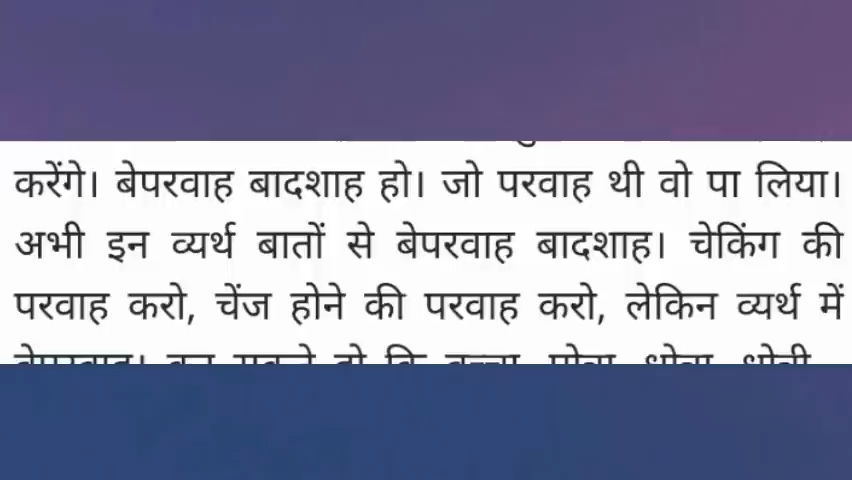 करेंगे। बेपरवाह बादशाह हो। जो परवाह थी वो पा लिया।
अभी इन व्यर्थ बातों से बेपरवाह बादशाह। चेकिंग की
परवाह करो, चेंज होने की परवाह करो, लेकिन व्यर्थ में